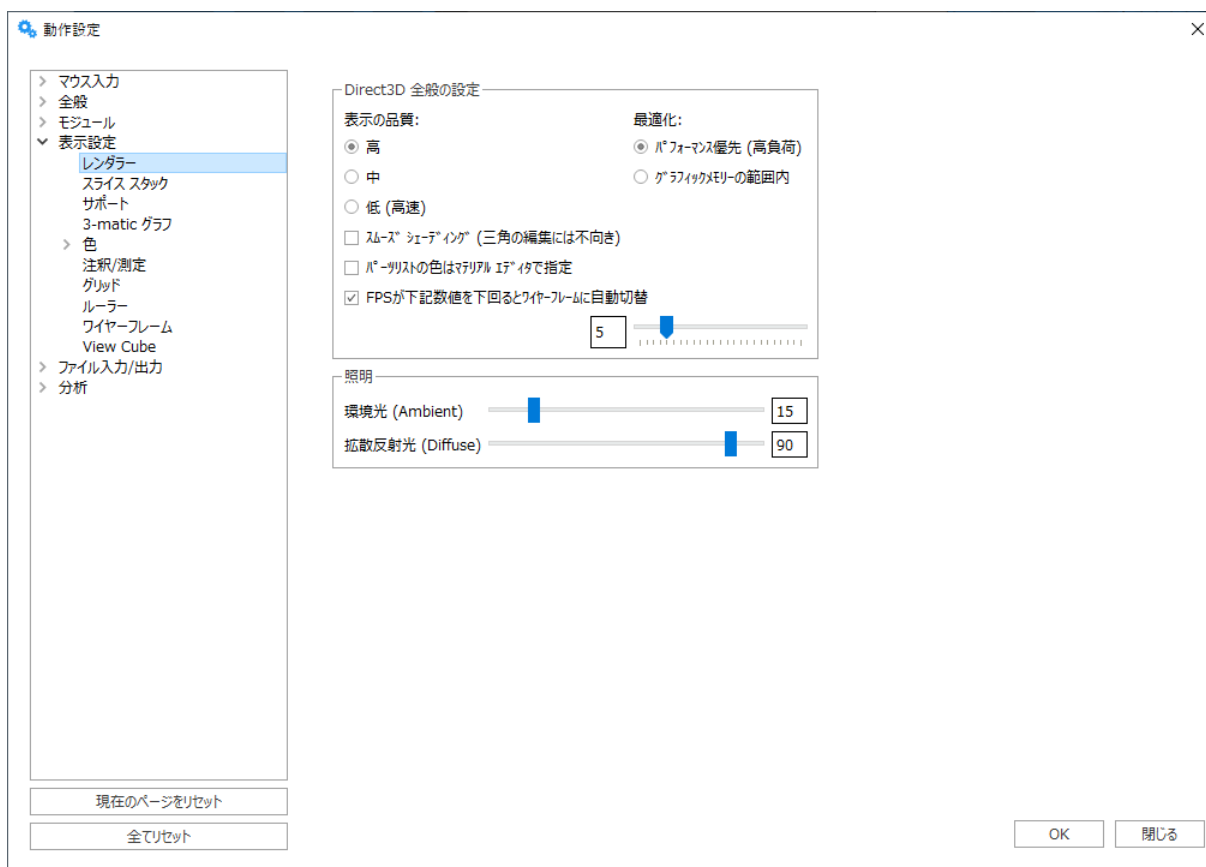 動作設定
マウス入力
全般
モジュール
表示設定
レンダラー
スライス スタック
サポート
3-matic グラフ
色
注釈/測定
グリッド
ルーラー
ワイヤーフレーム
View Cube
ファイル入力/出力
分析
現在のページをリセット
全てリセット
Direct3D 全般の設定
表示の品質:
最適化:
高
ﾊﾟﾌｫｰﾏﾝｽ優先 (高負荷)
中
ｸﾞﾗﾌｨｯｸﾒﾓﾘｰの範囲内
低 (高速)
ｽﾑｰｽﾞ ｼｪｰﾃﾞｨﾝｸﾞ (三角の編集には不向き)
ﾊﾟｰﾂﾘｽﾄの色はﾏﾃﾘｱﾙ ｴﾃﾞｨﾀで指定
FPSが下記数値を下回るとﾜｲﾔｰﾌﾚｰﾑに自動切替
5
照明
環境光 (Ambient)
15
拡散反射光 (Diffuse)
90
OK
閉じる